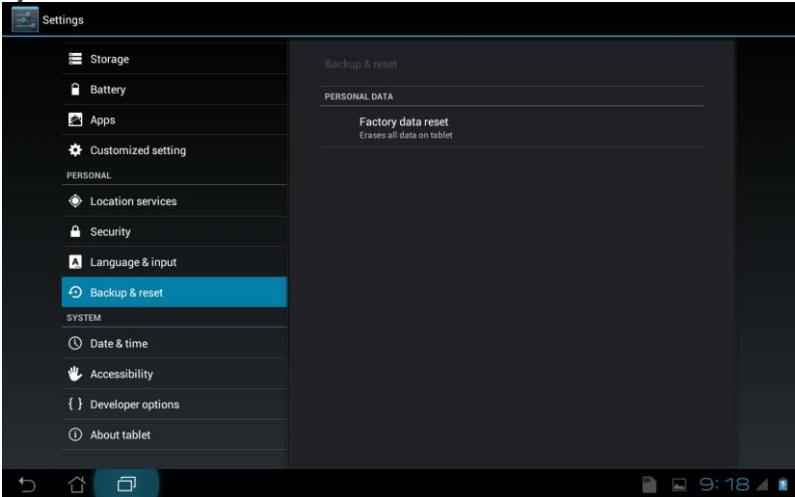 Settings
Storage
Battery
Apps
Customized setting
PERSONAL
Location services
Security
Language & input
Backup & reset
SYSTEM
Date & time
Accessibility
{ } Developer options
About tablet
Backup & reset
PERSONAL DATA
Factory data reset
Erases all data on tablet
9:18